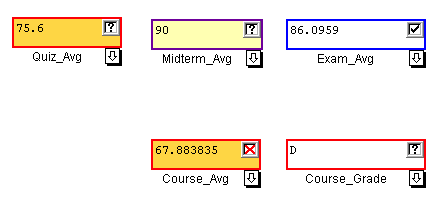 75.6
90
86.0959
Quiz_Avg
Midterm_Avg
Exam_Avg
67.883835
D
Course_Avg
Course_Grade